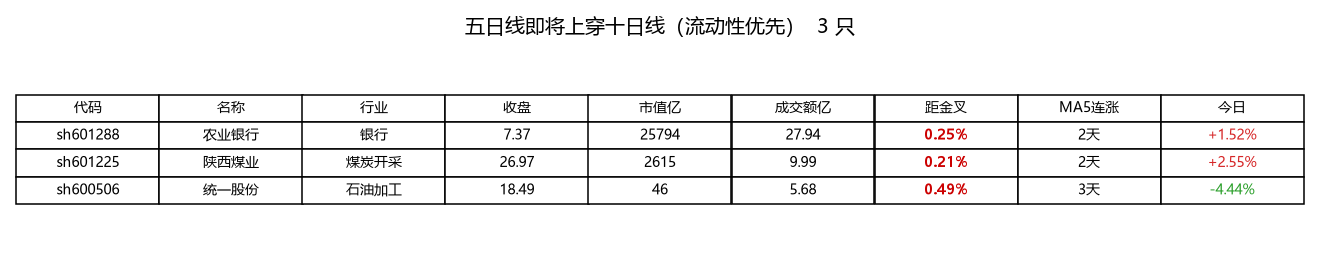 五日线即将上穿十日线（流动性优先） 3 只
代码 名称 行业 收盘 市值亿 成交额亿 距金叉 MA5连涨 今日
sh601288 农业银行 银行 7.37 25794 27.94 0.25% 2天 +1.52%
sh601225 陕西煤业 煤炭开采 26.97 2615 9.99 0.21% 2天 +2.55%
sh600506 统一股份 石油加工 18.49 46 5.68 0.49% 3天 -4.44%